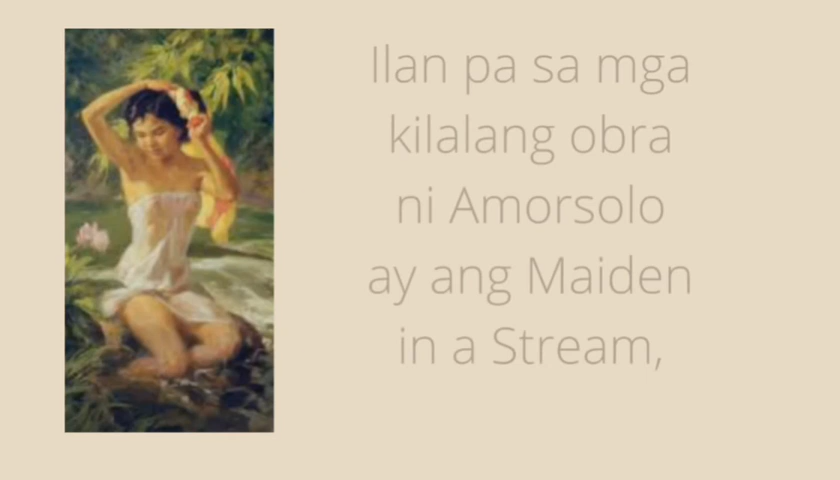 Ilan pa sa mga
kilalang obra
ni Amorsolo
ay ang Maiden
in a Stream,